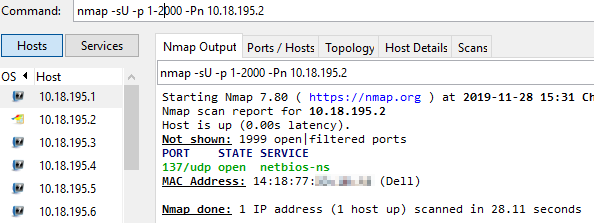 Command: nmap -sU -p 1-2000 -Pn 10.18.195.2
Hosts Services
Nmap Output Ports / Hosts Topology Host Details Scans
nmap -sU -p 1-2000 -Pn 10.18.195.2
OS Host
10.18.195.1
10.18.195.2
10.18.195.3
10.18.195.4
10.18.195.5
10.18.195.6
Starting Nmap 7.80 ( https://nmap.org ) at 2019-11-28 15:31 Ch
Nmap scan report for 10.18.195.2
Host is up (0.00s latency).
Not shown: 1999 open|filtered ports
PORT STATE SERVICE
137/udp open netbios-ns
MAC Address: 14:18:77: (Dell)
Nmap done: 1 IP address (1 host up) scanned in 28.11 seconds